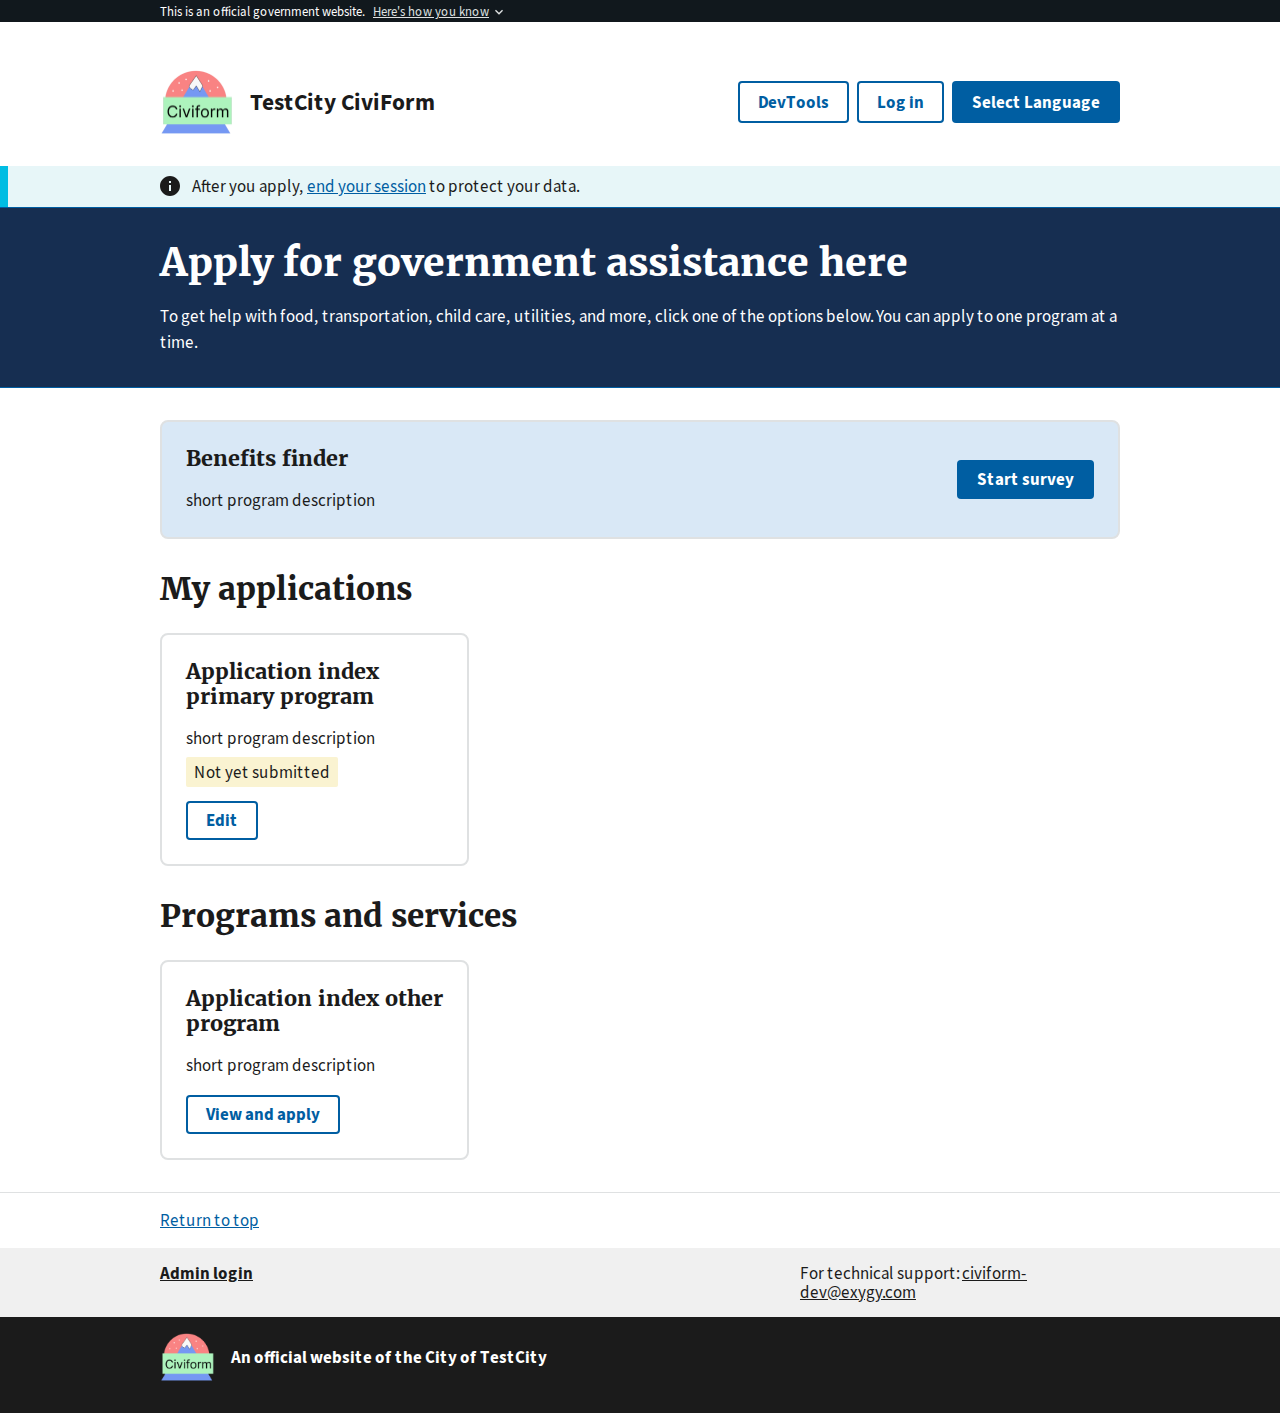 This is an official government website. Here's how you know
Civiform
TestCity CiviForm
DevTools
Log in
Select Language
After you apply, end your session to protect your data.
Apply for government assistance here
To get help with food, transportation, child care, utilities, and more, click one of the options below. You can apply to one program at a
time.
Benefits finder
short program description
Start survey
My applications
Application index
primary program
short program description
Not yet submitted
Edit
Programs and services
Application index other
program
short program description
View and apply
Return to top
Admin login
For technical support: civiform-
dev@exygy.com
Civiform
An official website of the City of TestCity